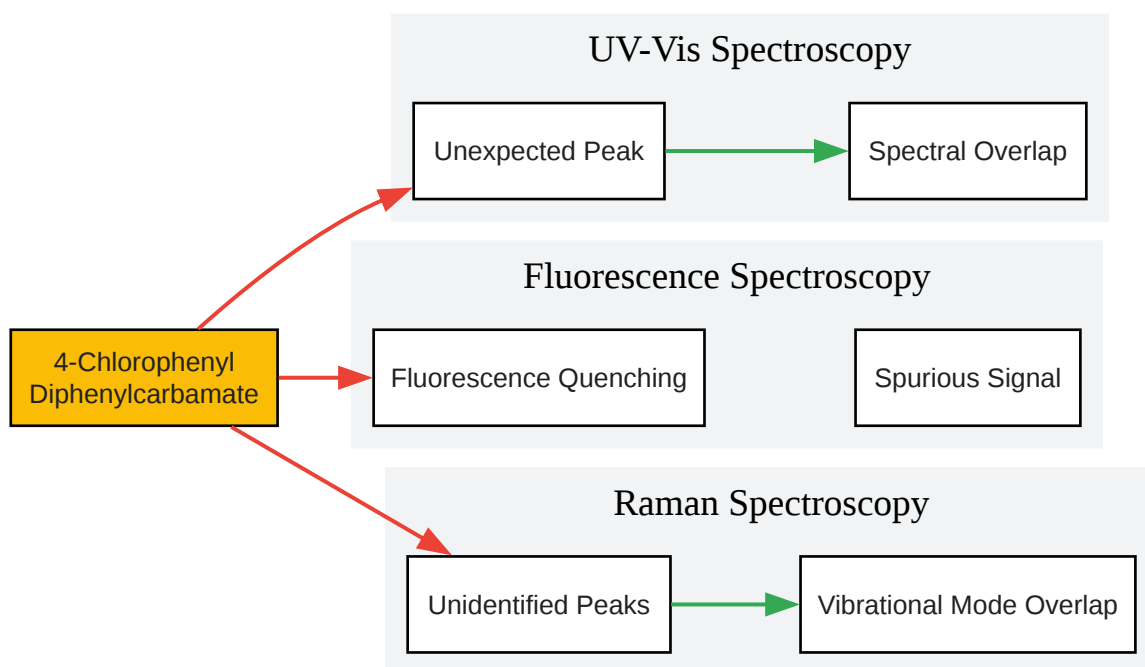 UV-Vis Spectroscopy
Unexpected Peak
Spectral Overlap
Fluorescence Spectroscopy
4-Chlorophenyl
Diphenylcarbamate
Fluorescence Quenching
Spurious Signal
Raman Spectroscopy
Unidentified Peaks
Vibrational Mode Overlap